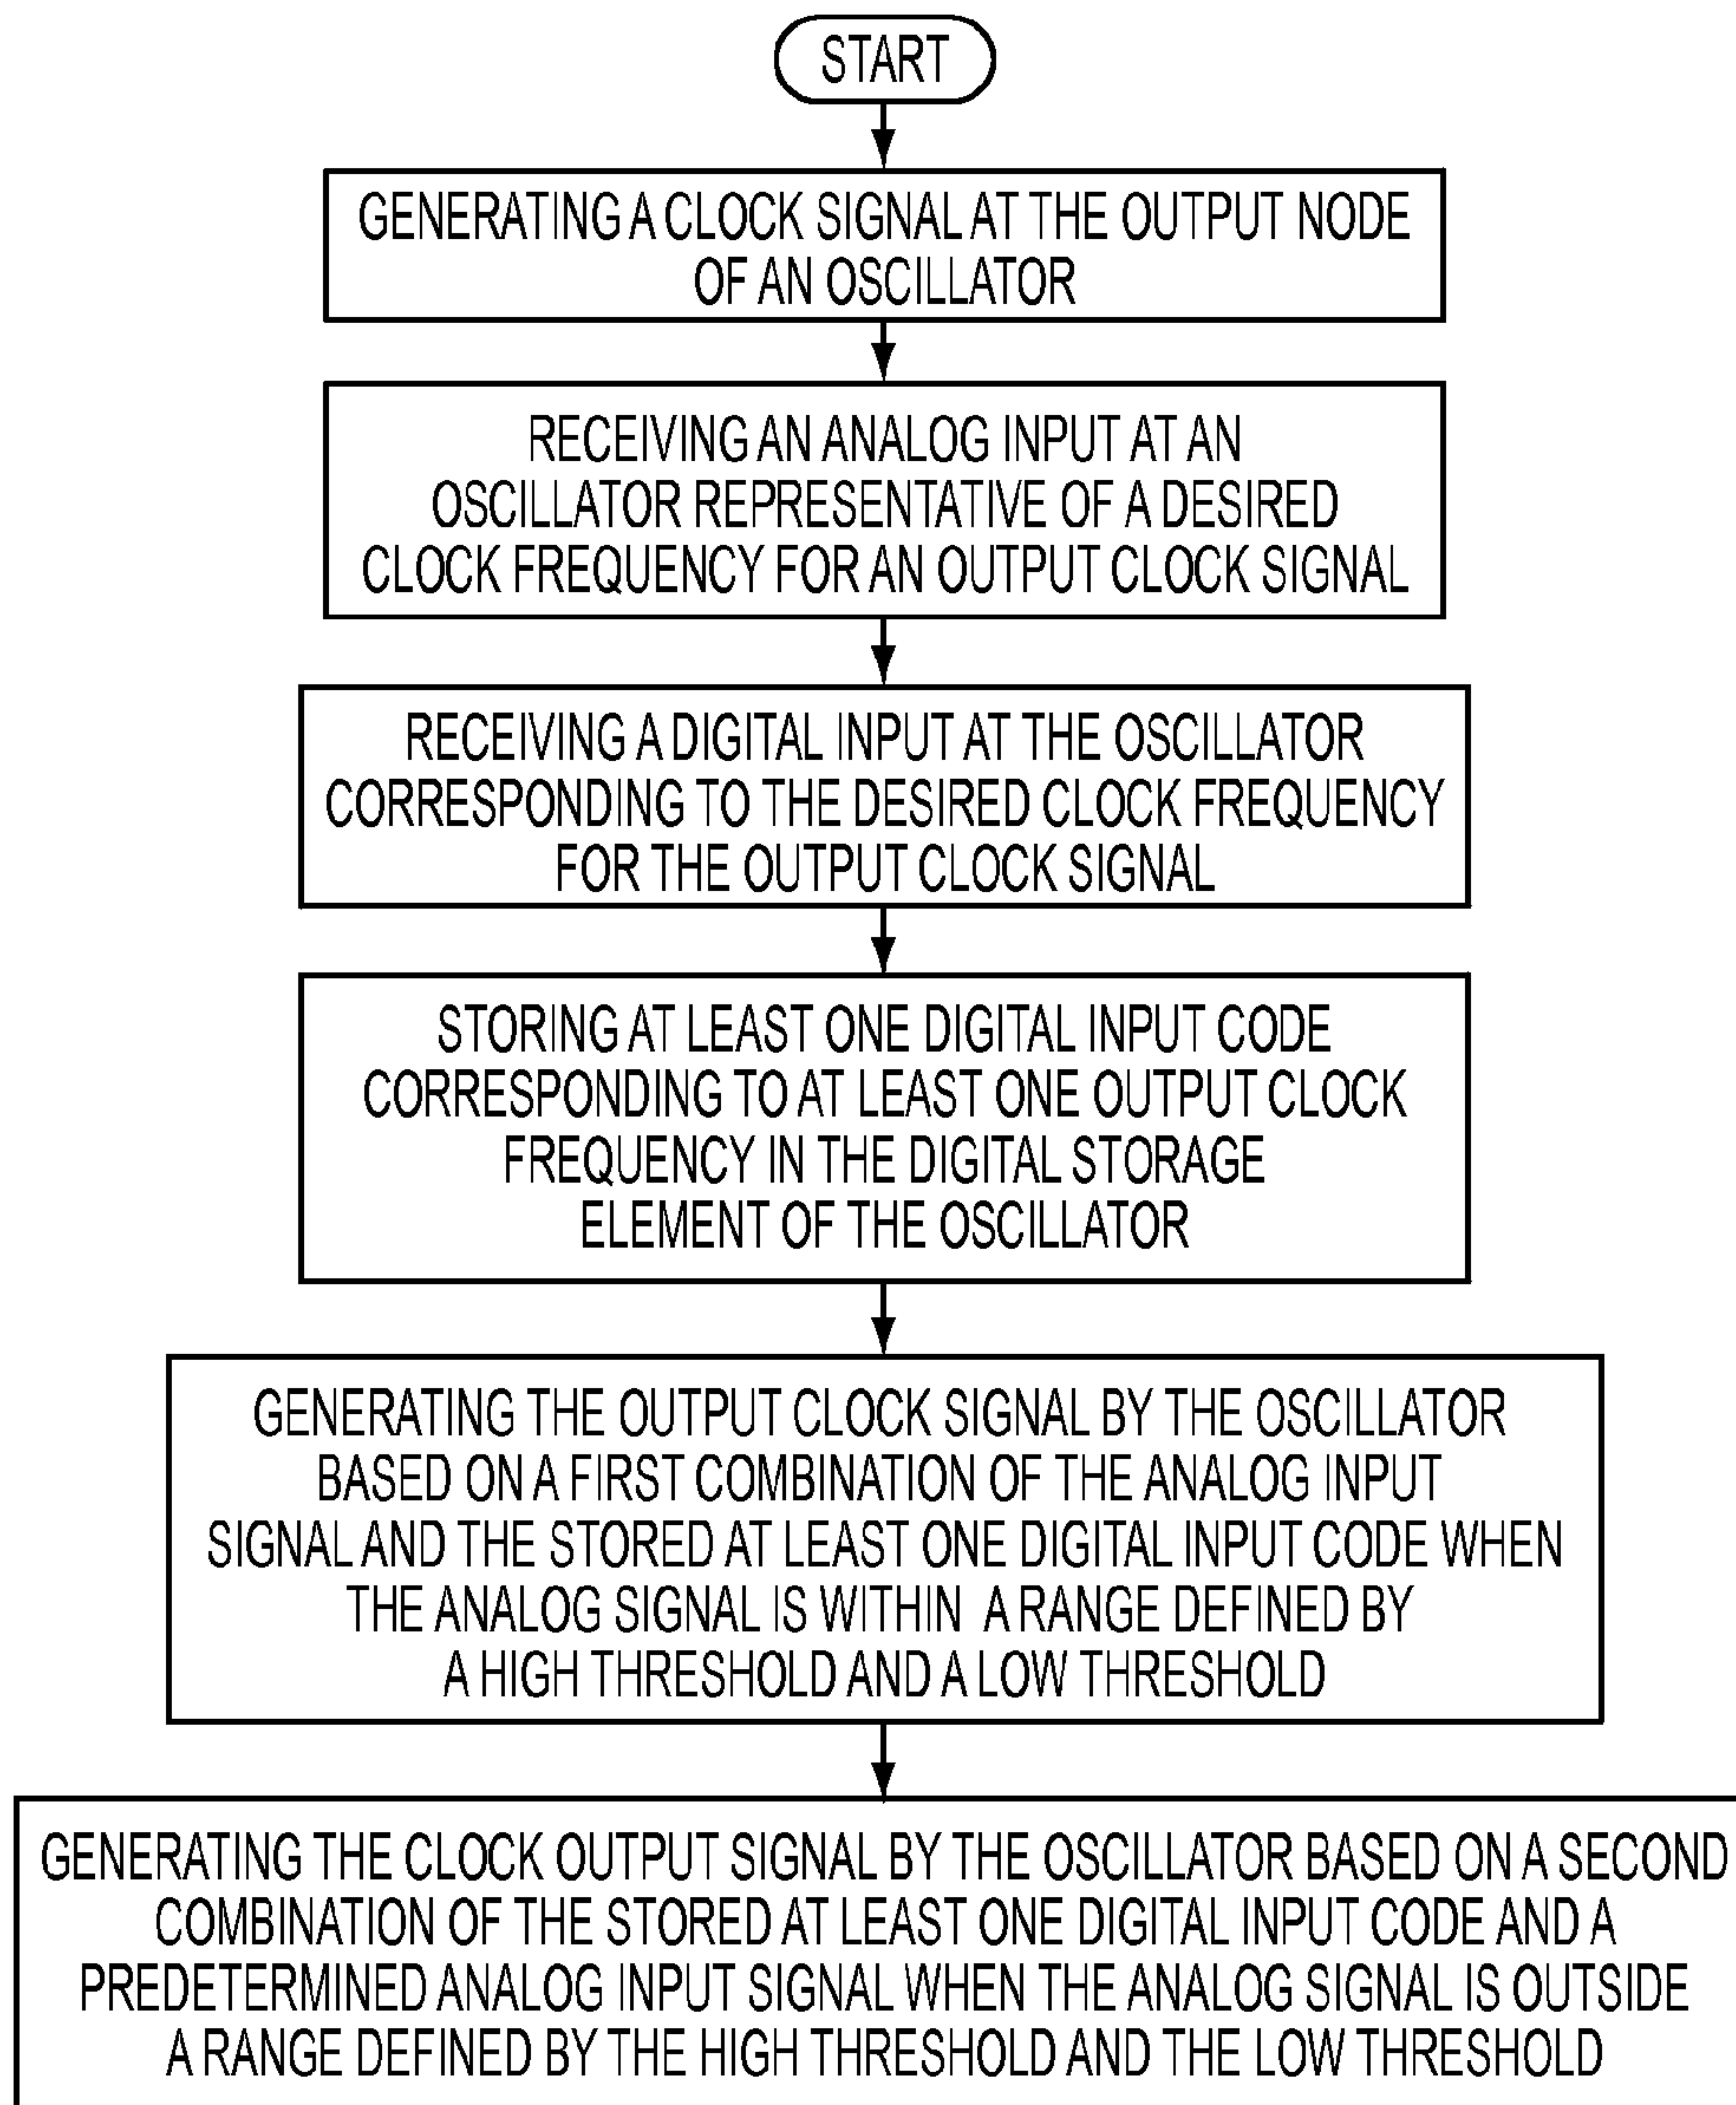 START
GENERATING A CLOCK SIGNAL AT THE OUTPUT NODE
OF AN OSCILLATOR
RECEIVING AN ANALOG INPUT AT AN
OSCILLATOR REPRESENTATIVE OF A DESIRED
CLOCK FREQUENCY FOR AN OUTPUT CLOCK SIGNAL
RECEIVING A DIGITAL INPUT AT THE OSCILLATOR
CORRESPONDING TO THE DESIRED CLOCK FREQUENCY
FOR THE OUTPUT CLOCK SIGNAL
STORING AT LEAST ONE DIGITAL INPUT CODE
CORRESPONDING TO AT LEAST ONE OUTPUT CLOCK
FREQUENCY IN THE DIGITAL STORAGE
ELEMENT OF THE OSCILLATOR
GENERATING THE OUTPUT CLOCK SIGNAL BY THE OSCILLATOR
BASED ON A FIRST COMBINATION OF THE ANALOG INPUT
SIGNAL AND THE STORED AT LEAST ONE DIGITAL INPUT CODE WHEN
THE ANALOG SIGNAL IS WITHIN A RANGE DEFINED BY
A HIGH THRESHOLD AND A LOW THRESHOLD
GENERATING THE CLOCK OUTPUT SIGNAL BY THE OSCILLATOR BASED ON A SECOND
COMBINATION OF THE STORED AT LEAST ONE DIGITAL INPUT CODE AND A
PREDETERMINED ANALOG INPUT SIGNAL WHEN THE ANALOG SIGNAL IS OUTSIDE
A RANGE DEFINED BY THE HIGH THRESHOLD AND THE LOW THRESHOLD